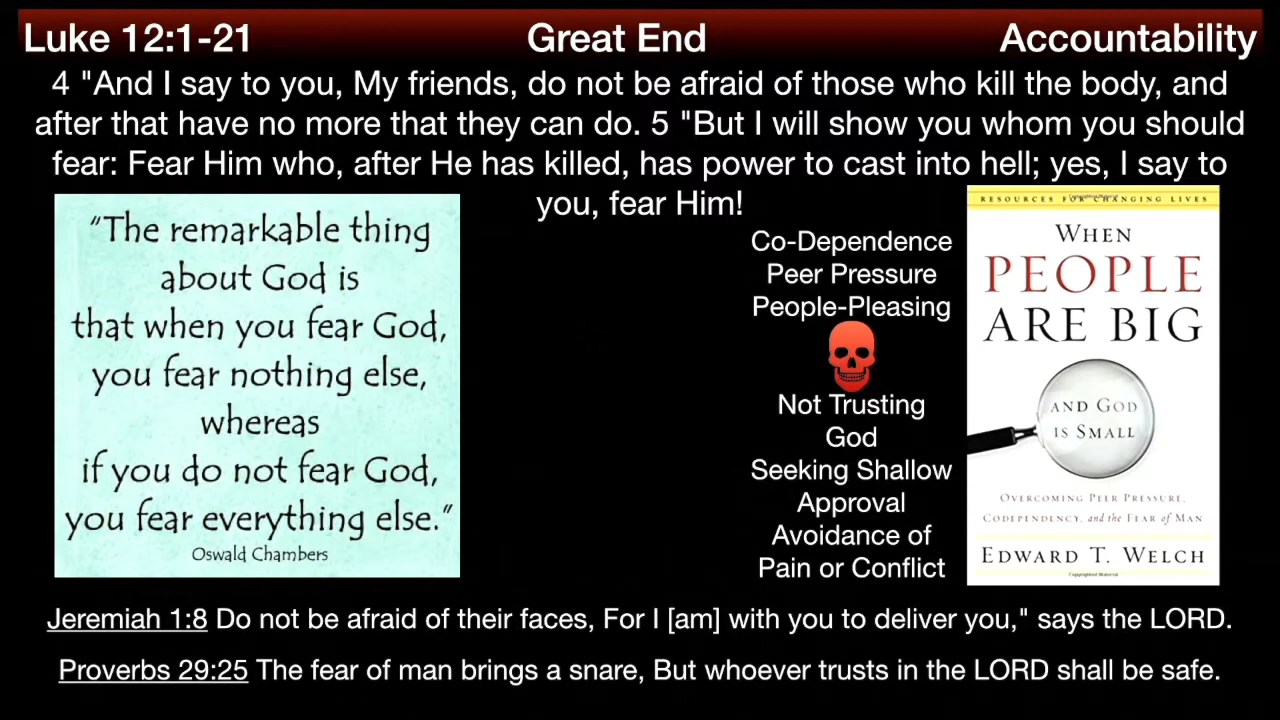 Luke 12:1-21
Great End
Accountability
4 "And I say to you, My friends, do not be afraid of those who kill the body, and
after that have no more that they can do. 5 "But I will show you whom you should
fear: Fear Him who, after He has killed, has power to cast into hell; yes, I say to
you, fear Him!
"The remarkable thing
about God is
that when you fear God,
you fear nothing else,
whereas
if you do not fear God,
you fear everything else."
Oswald Chambers
Co-Dependence
Peer Pressure
People-Pleasing
Not Trusting
God
Seeking Shallow
Approval
Avoidance of
Pain or Conflict
Copyrighted Material
RESOURCES FOR CHANGING LIVES
WHEN
PEOPLE
ARE BIG
AND GOD
IS SMALL
OVERCOMING PEER PRESSURE,
CODEPENDENCY, and the FEAR of MAN
EDWARD T. WELCH
Copyrighted Material
Jeremiah 1:8 Do not be afraid of their faces, For I [am] with you to deliver you," says the LORD.
Proverbs 29:25 The fear of man brings a snare, But whoever trusts in the LORD shall be safe.